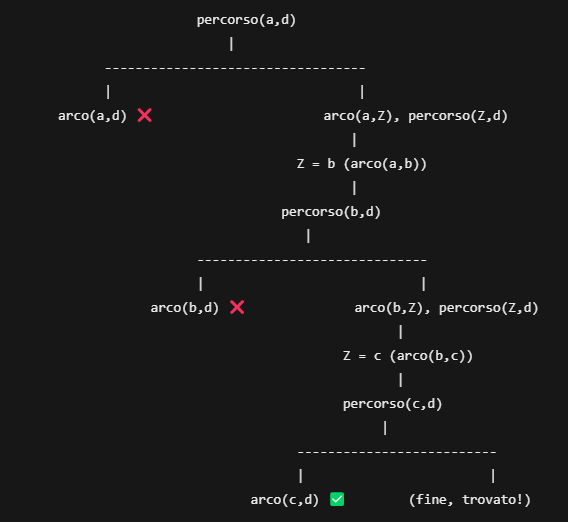 percorso(a,d)
|
----------------------------------
| |
arco(a,d) ❌ arco(a,Z), percorso(Z,d)
|
Z = b (arco(a,b))
|
percorso(b,d)
|
------------------------------
| |
arco(b,d) ❌ arco(b,Z), percorso(Z,d)
|
Z = c (arco(b,c))
|
percorso(c,d)
|
--------------------------
| |
arco(c,d) ✅ (fine, trovato!)